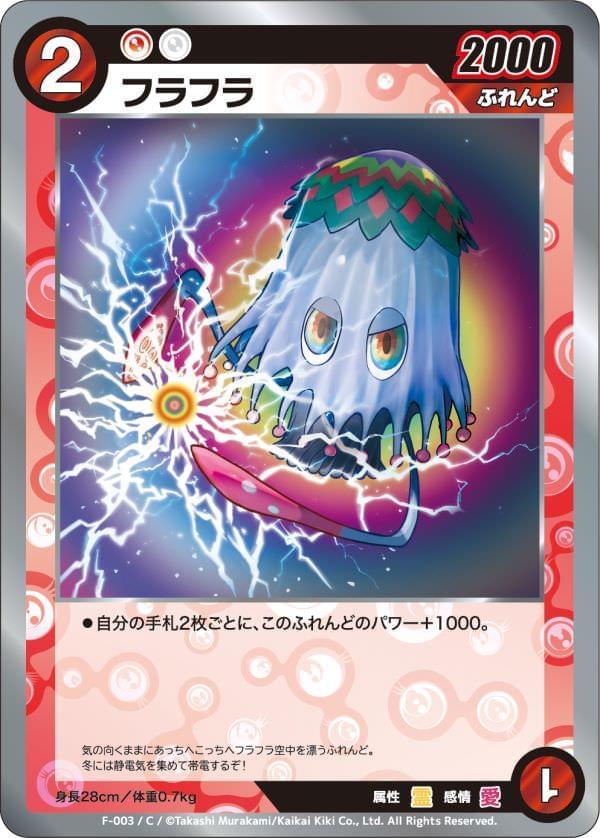 2
フラフラ
2000
ふれんど
●自分の手札2枚ごとに、このふれんどのパワー+1000。
気の向くままにあっちへこっちへフラフラ空中を漂うふれんど。
冬には静電気を集めて帯電するぞ!
身長28cm/体重0.7kg
属性 霊 感情 愛
1
F-003 / C / ©Takashi Murakami/Kaikai Kiki Co., Ltd. All Rights Reserved.